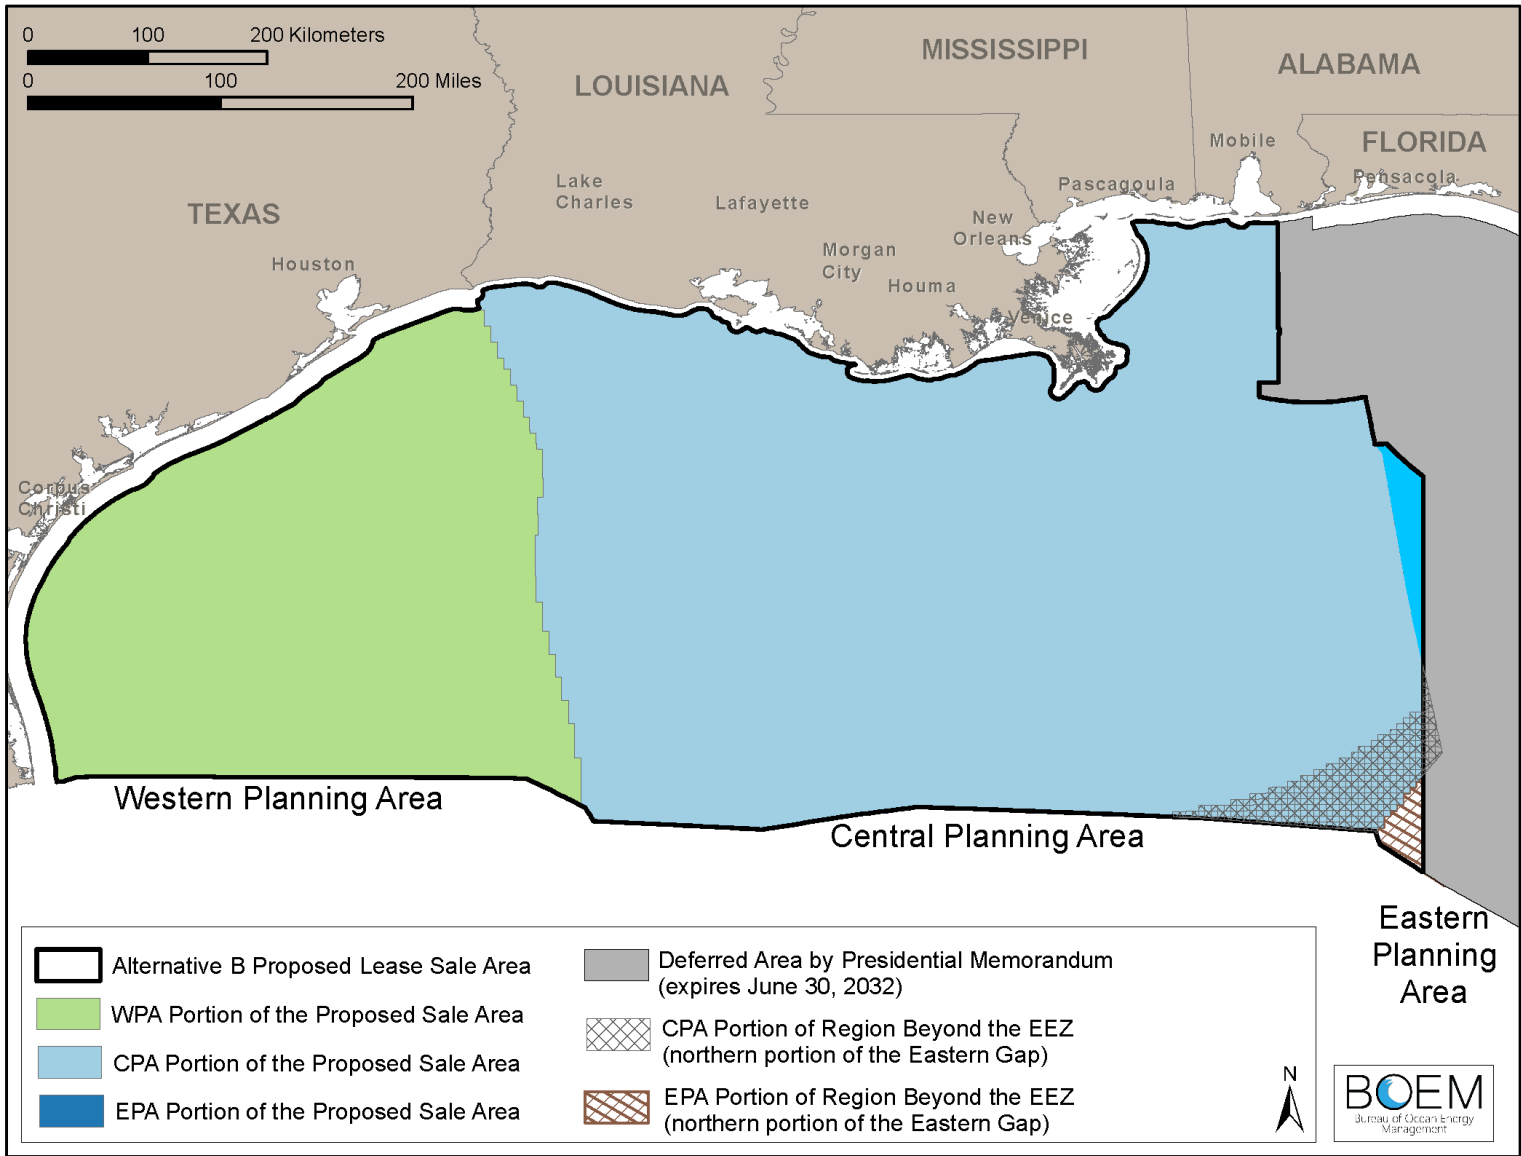 0 100 200 Kilometers
0 100 200 Miles
MISSISSIPPI
ALABAMA
LOUISIANA
FLORIDA
Mobile
Pensacola
Pascagoula
Lake
Charles
Lafayette
TEXAS
New
Orleans
Morgan
City
Houston
Houma
Venice
Corpus
Christi
Western Planning Area
Central Planning Area
Eastern
Planning
Area
Alternative B Proposed Lease Sale Area
WPA Portion of the Proposed Sale Area
CPA Portion of the Proposed Sale Area
EPA Portion of the Proposed Sale Area
Deferred Area by Presidential Memorandum
(expires June 30, 2032)
CPA Portion of Region Beyond the EEZ
(northern portion of the Eastern Gap)
EPA Portion of Region Beyond the EEZ
(northern portion of the Eastern Gap)
N
BOEM
Bureau of Ocean Energy
Management